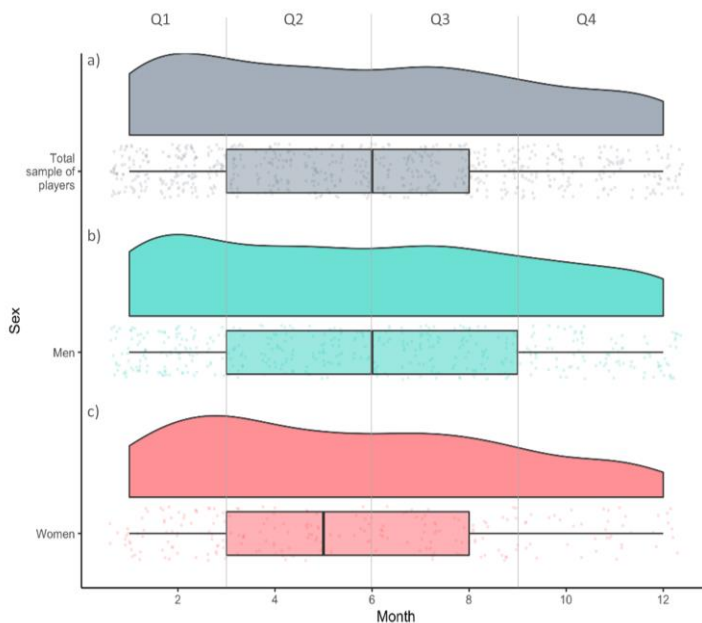 Q1 Q2 Q3 Q4
a)
Total
sample of
players
b)
Men
c)
Women
Sex
2 4 6 8 10 12
Month